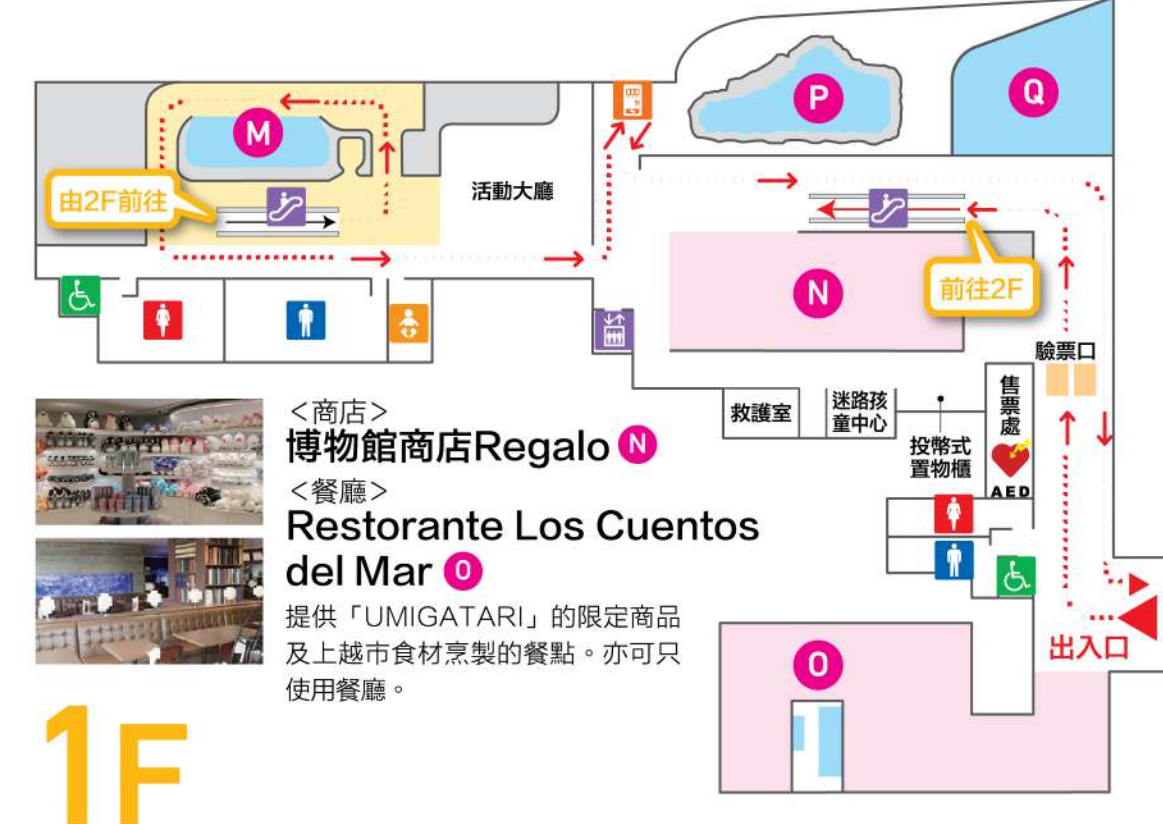 P
Q
M
由2F前往
活動大廳
N
前往2F
驗票口
售票處
救護室
迷路孩
童中心
投幣式
置物櫃
AED
<商店>
博物館商店Regalo N
<餐廳>
Restorante Los Cuentos
del Mar O
提供「UMIGATARI」的限定商品
及上越市食材烹製的餐點。亦可只
使用餐廳。
出入口
O
1F